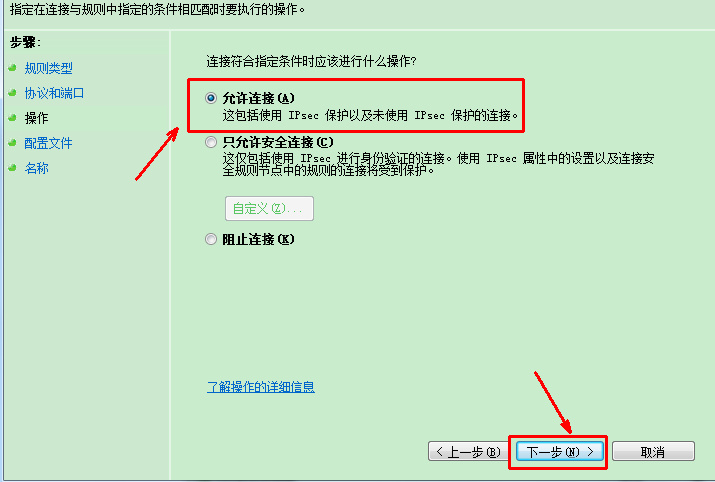 指定在连接与规则中指定的条件相匹配时要执行的操作。
步骤:
规则类型
协议和端口
操作
配置文件
名称
连接符合指定条件时应该进行什么操作?
允许连接(A)
这包括使用 IPsec 保护以及未使用 IPsec 保护的连接。
只允许安全连接(C)
这仅包括使用 IPsec 进行身份验证的连接。使用 IPsec 属性中的设置以及连接安
全规则节点中的规则的连接将受到保护。
自定义(Z)...
阻止连接(K)
了解操作的详细信息
< 上一步(B)
下一步(N) >
取消